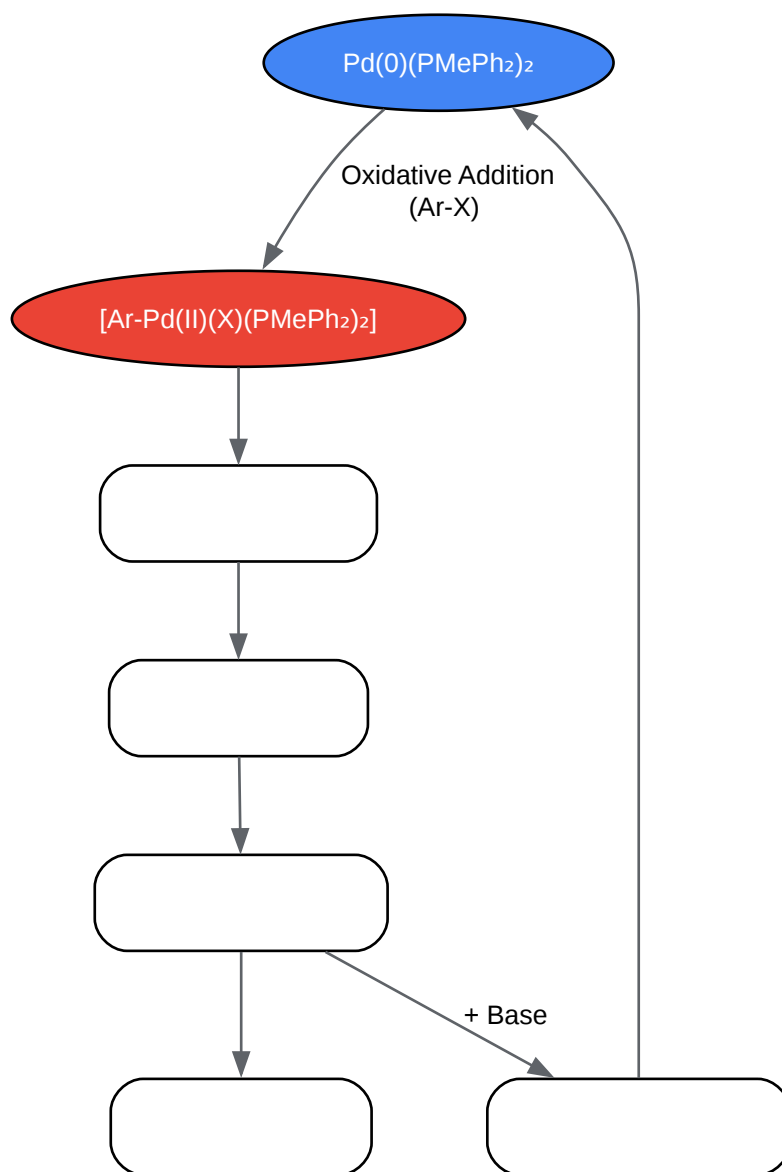 Pd(0)(PMePh₂)₂
Oxidative Addition
(Ar-X)
[Ar-Pd(II)(X)(PMePh₂)₂]
+ Base